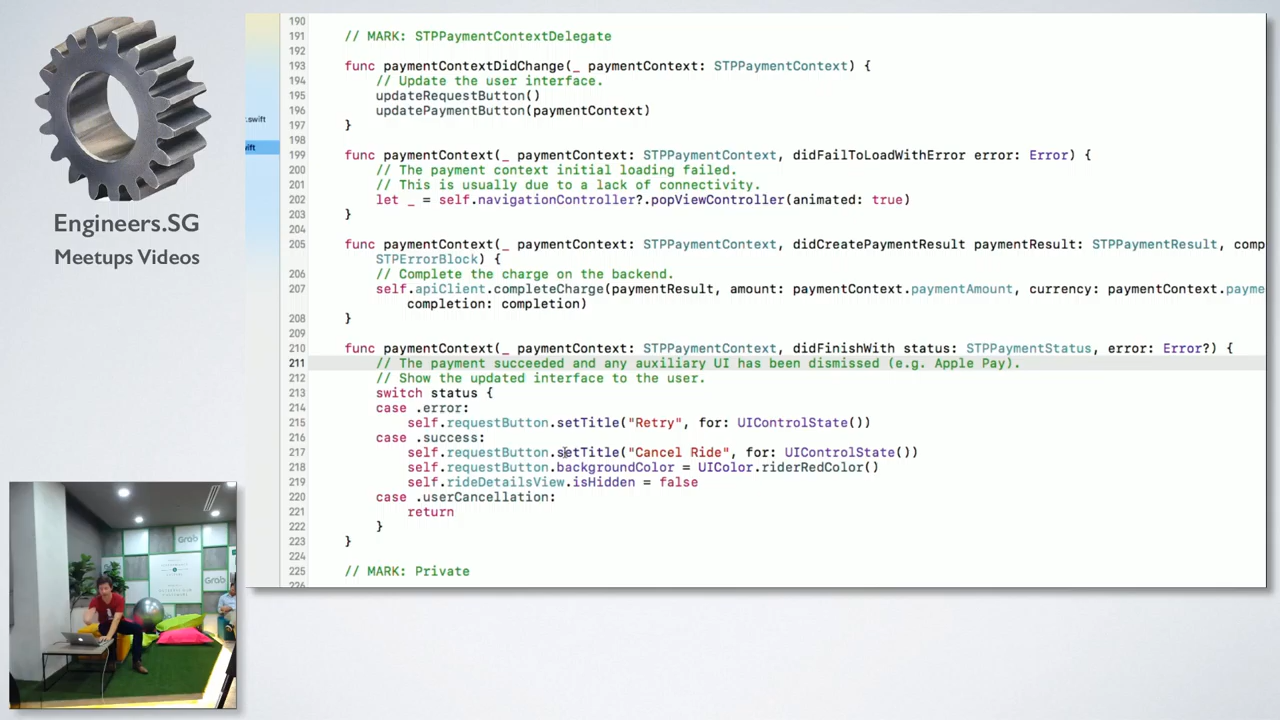 Engineers.SG
Meetups Videos
.swift
ift
190
191 // MARK: STPPaymentContextDelegate
192
193 func paymentContextDidChange(_ paymentContext: STPPaymentContext) {
194 // Update the user interface.
195 updateRequestButton()
196 updatePaymentButton(paymentContext)
197 }
198
199 func paymentContext(_ paymentContext: STPPaymentContext, didFailToLoadWithError error: Error) {
200 // The payment context initial loading failed.
201 // This is usually due to a lack of connectivity.
202 let _ = self.navigationController?.popViewController(animated: true)
203 }
204
205 func paymentContext(_ paymentContext: STPPaymentContext, didCreatePaymentResult paymentResult: STPPaymentResult, comp
STPErrorBlock) {
206 // Complete the charge on the backend.
207 self.apiClient.completeCharge(paymentResult, amount: paymentContext.paymentAmount, currency: paymentContext.payme
completion: completion)
208 }
209
210 func paymentContext(_ paymentContext: STPPaymentContext, didFinishWith status: STPPaymentStatus, error: Error?) {
211 // The payment succeeded and any auxiliary UI has been dismissed (e.g. Apple Pay).
212 // Show the updated interface to the user.
213 switch status {
214 case .error:
215 self.requestButton.setTitle("Retry", for: UIControlState())
216 case .success:
217 self.requestButton.setTitle("Cancel Ride", for: UIControlState())
218 self.requestButton.backgroundColor = UIColor.riderRedColor()
219 self.rideDetailsView.isHidden = false
220 case .userCancellation:
221 return
222 }
223 }
224
225 // MARK: Private
226
Grab
Grab